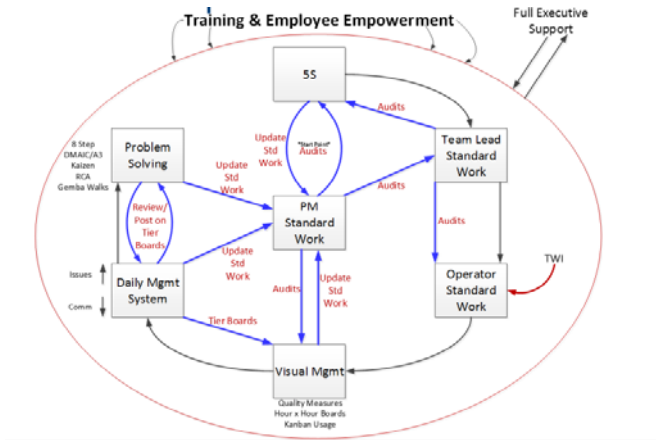 Training & Employee Empowerment
Full Executive
Support
5S
Audits
Update
Std
Work
"Start Point"
Audits
8 Step
DMAIC/A3
Kaizen
RCA
Gemba Walks
Problem
Solving
Team Lead
Standard
Work
Update
Std
Work
Audits
PM
Standard
Work
Review/
Post on
Tier
Boards
Audits
Update
Std
Work
TWI
Issues
Comm
Daily Mgmt
System
Audits
Update
Std
Work
Operator
Standard
Work
Tier Boards
Visual Mgmt
Quality Measures
Hour x Hour Boards
Kanban Usage